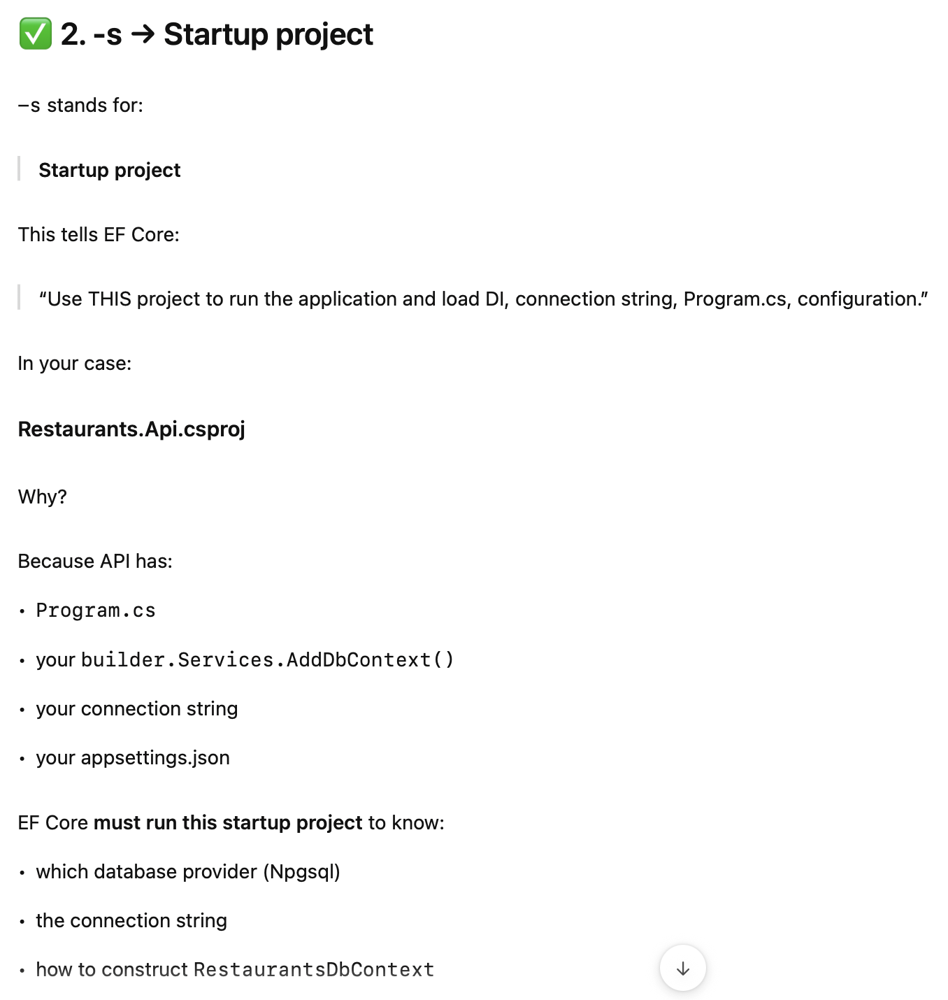 ✅ 2. -s → Startup project
–s stands for:
Startup project
This tells EF Core:
“Use THIS project to run the application and load DI, connection string, Program.cs, configuration.”
In your case:
Restaurants.Api.csproj
Why?
Because API has:
• Program.cs
• your builder.Services.AddDbContext()
• your connection string
• your appsettings.json
EF Core must run this startup project to know:
• which database provider (Npgsql)
• the connection string
• how to construct RestaurantsDbContext